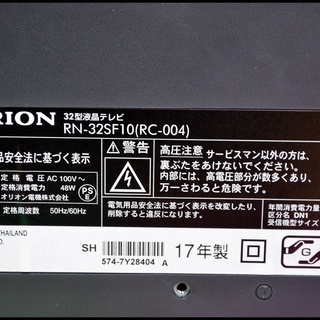 RION
32型液晶テレビ
RN-32SF10(RC-004)
品安全法に基づく表示
定格電圧 AC100V~
定格消費電力 48W
オリオン電機株式会社
定格周波数 50Hz/60Hz
PS
E
警告
高圧注意 サービスマン以外の方は、
裏ぶたをあけないでください。
内部には、高電圧部分が数多くあり、
万一さわると危険です。
電気用品安全法に基づく表示を改変したり、
削除すると違反になります。
年間消費電力
区分名 DN1
受信機型サイズ
THAILAND
SH
17年製
574-7Y28404 A
G